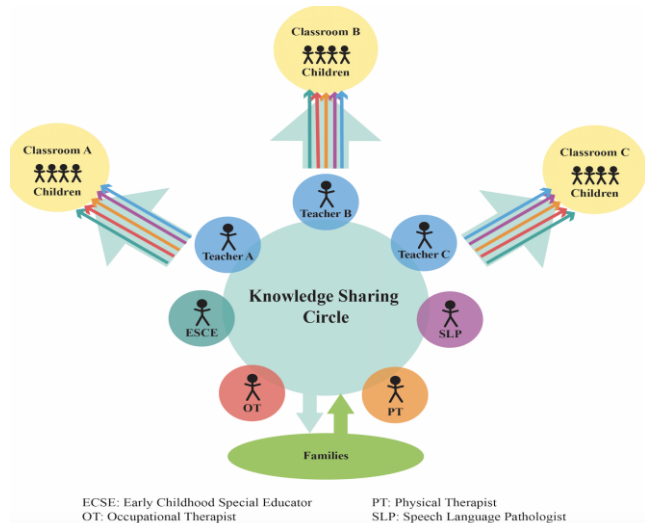 Classroom B
Children
Classroom A
Children
Classroom C
Children
Teacher B
Teacher A
Teacher C
Knowledge Sharing
Circle
ESCE
SLP
OT
PT
Families
ECSE: Early Childhood Special Educator
PT: Physical Therapist
OT: Occupational Therapist
SLP: Speech Language Pathologist